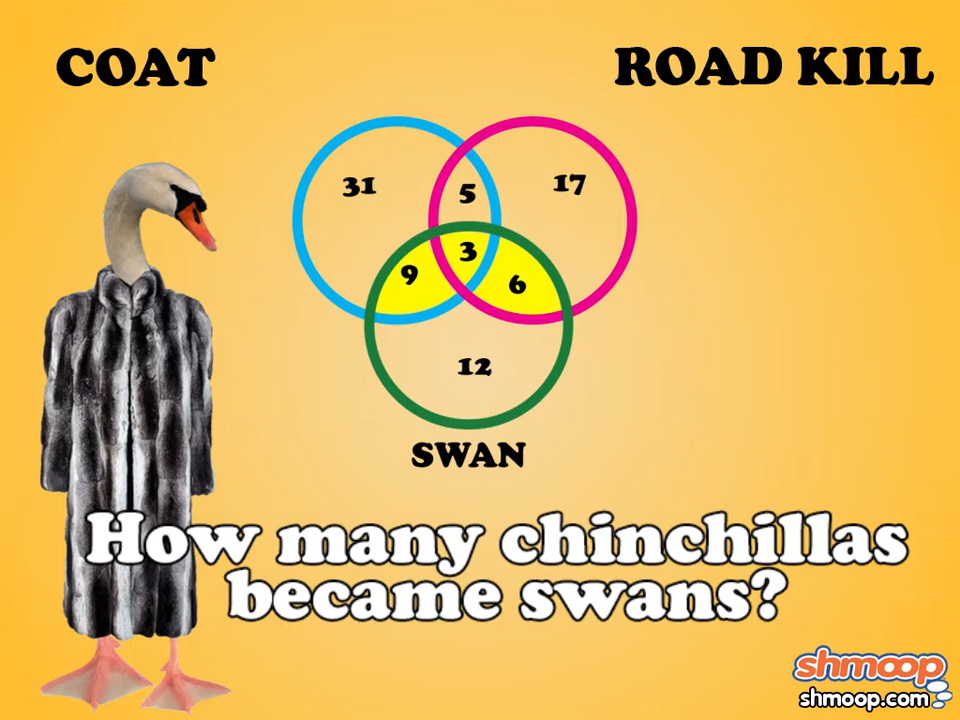 COAT
ROAD KILL
31
5
17
3
9
6
12
SWAN
How many chinchillas
became swans?
shmoop
shmoop.com